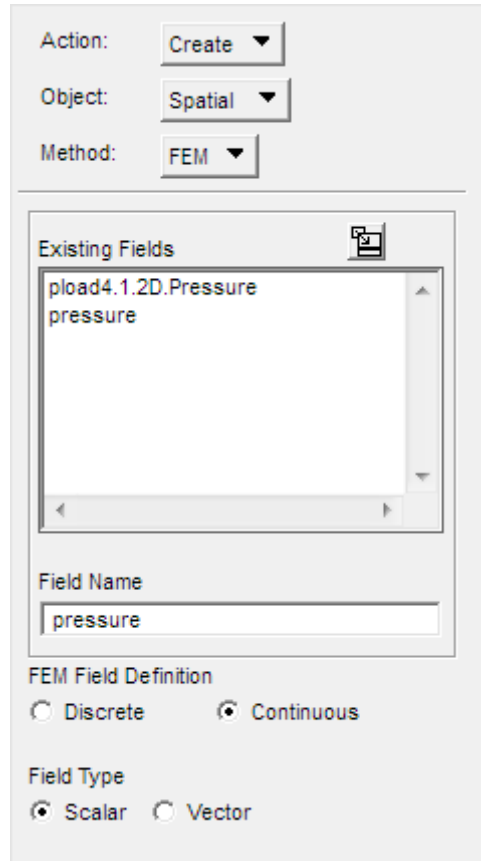 Action: Create
Object: Spatial
Method: FEM
Existing Fields
pload4.1.2D.Pressure
pressure
Field Name
pressure
FEM Field Definition
Discrete Continuous
Field Type
Scalar Vector